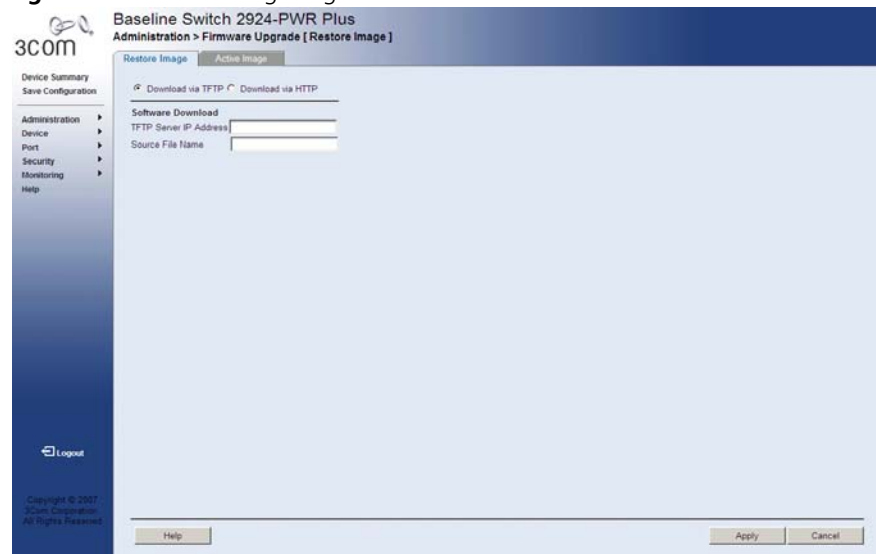 3COM
Baseline Switch 2924-PWR Plus
Administration > Firmware Upgrade [ Restore Image ]
Restore Image
Active Image
Device Summary
Save Configuration
Administration
Device
Port
Security
Monitoring
Help
Logout
Copyright © 2007
3Com Corporation
All Rights Reserved
Download via TFTP Download via HTTP
Software Download
TFTP Server IP Address
Source File Name
Help
Apply
Cancel